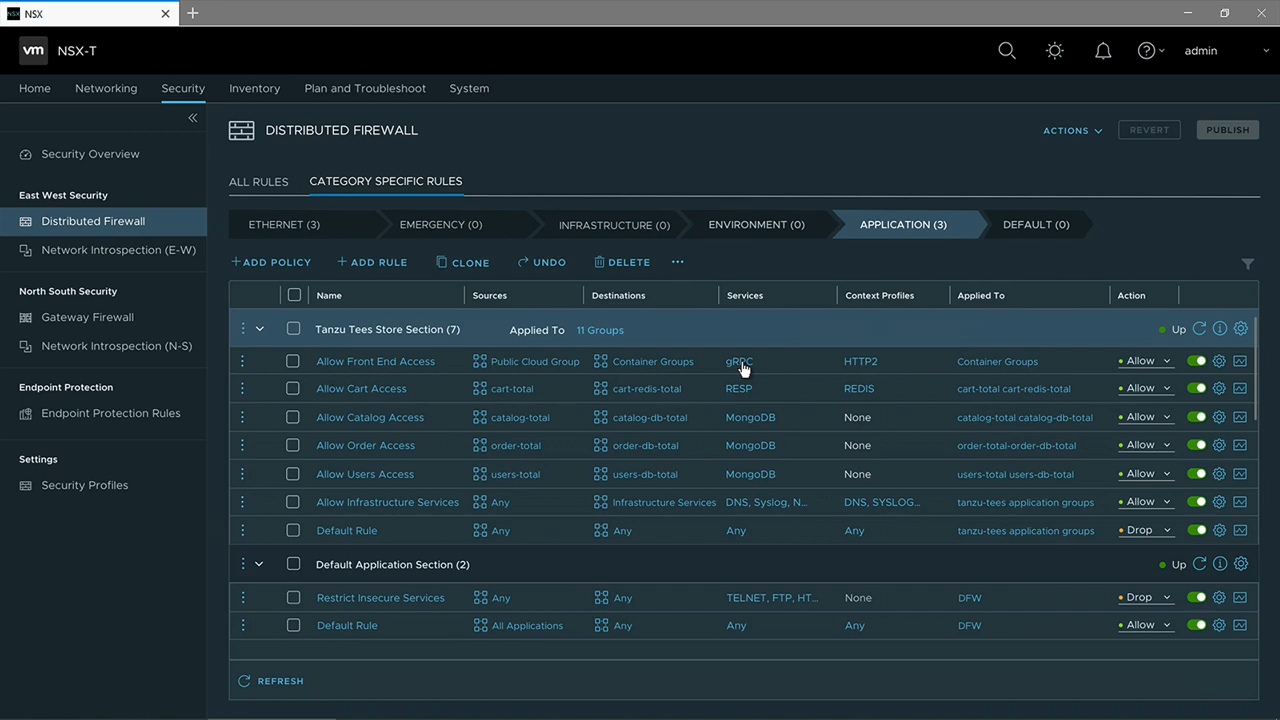 NSX NSX
vm NSX-T admin
Home Networking Security Inventory Plan and Troubleshoot System
DISTRIBUTED FIREWALL ACTIONS REVERT PUBLISH
Security Overview
ALL RULES CATEGORY SPECIFIC RULES
East West Security
Distributed Firewall
Network Introspection (E-W)
North South Security
Gateway Firewall
Network Introspection (N-S)
Endpoint Protection
Endpoint Protection Rules
Settings
Security Profiles
ETHERNET (3) EMERGENCY (0) INFRASTRUCTURE (0) ENVIRONMENT (0) APPLICATION (3) DEFAULT (0)
+ ADD POLICY + ADD RULE CLONE UNDO DELETE ...
Name Sources Destinations Services Context Profiles Applied To Action
Tanzu Tees Store Section (7) Applied To 11 Groups Up
Allow Front End Access Public Cloud Group Container Groups gRPC HTTP2 Container Groups Allow
Allow Cart Access cart-total cart-redis-total RESP REDIS cart-total cart-redis-total Allow
Allow Catalog Access catalog-total catalog-db-total MongoDB None catalog-total catalog-db-total Allow
Allow Order Access order-total order-db-total MongoDB None order-total-order-db-total Allow
Allow Users Access users-total users-db-total MongoDB None users-total users-db-total Allow
Allow Infrastructure Services Any Infrastructure Services DNS, Syslog, N... DNS, SYSLOG... tanzu-tees application groups Allow
Default Rule Any Any Any Any tanzu-tees application groups Drop
Default Application Section (2) Up
Restrict Insecure Services Any Any TELNET, FTP, HT... None DFW Drop
Default Rule All Applications Any Any Any DFW Allow
REFRESH